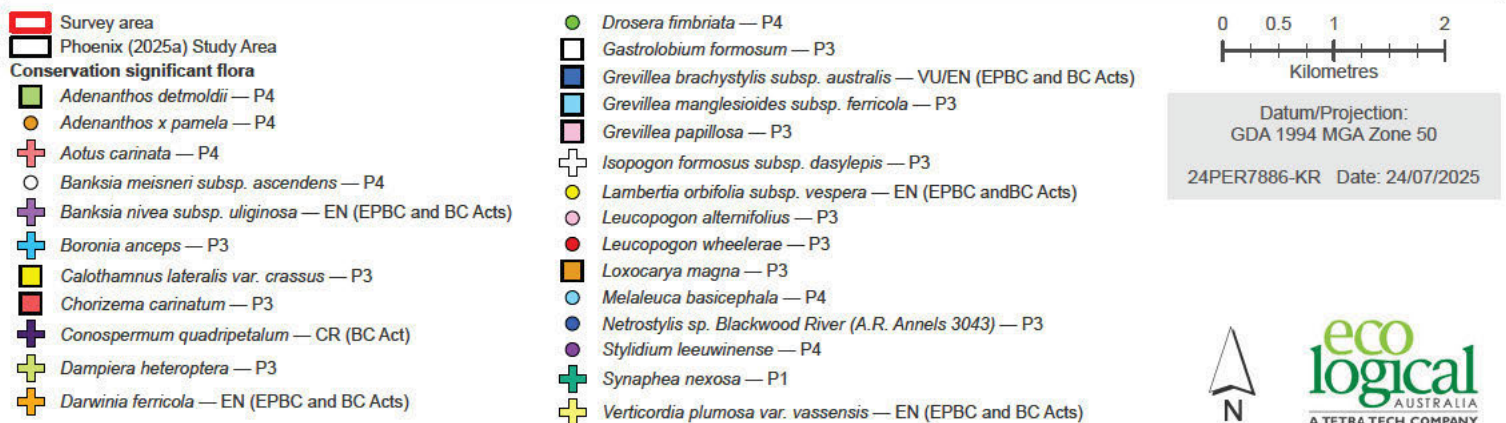 Survey area
Phoenix (2025a) Study Area
Conservation significant flora
Adenanthos detmoldii — P4
Adenanthos x pamela — P4
Aotus carinata — P4
Banksia meisneri subsp. ascendens — P4
Banksia nivea subsp. uliginosa — EN (EPBC and BC Acts)
Boronia anceps — P3
Calothamnus lateralis var. crassus — P3
Chorizema carinatum — P3
Conospermum quadripetalum — CR (BC Act)
Dampiera heteroptera — P3
Darwinia ferricola — EN (EPBC and BC Acts)
Drosera fimbriata — P4
Gastrolobium formosum — P3
Grevillea brachystylis subsp. australis — VU/EN (EPBC and BC Acts)
Grevillea manglesioides subsp. ferricola — P3
Grevillea papillosa — P3
Isopogon formosus subsp. dasylepis — P3
Lambertia orbifolia subsp. vespera — EN (EPBC andBC Acts)
Leucopogon alternifolius — P3
Leucopogon wheelerae — P3
Loxocarya magna — P3
Melaleuca basicephala — P4
Netrostylis sp. Blackwood River (A.R. Annels 3043) — P3
Stylidium leeuwinense — P4
Synaphea nexosa — P1
Verticordia plumosa var. vassensis — EN (EPBC and BC Acts)
0 0.5 1 2
Kilometres
Datum/Projection:
GDA 1994 MGA Zone 50
24PER7886-KR Date: 24/07/2025
N
eco
logical
AUSTRALIA
A TETRA TECH COMPANY